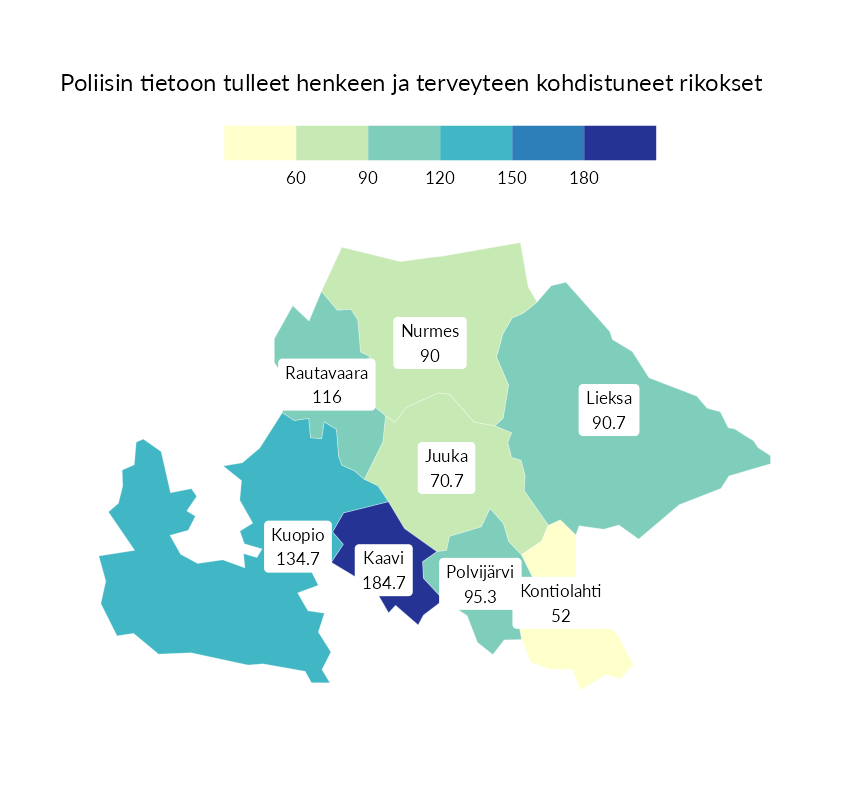 Poliisin tietoon tulleet henkeen ja terveyteen kohdistuneet rikokset
60 90 120 150 180
Nurmes
90
Rautavaara
116
Lieksa
90.7
Juuka
70.7
Kuopio
134.7
Kaavi
184.7
Polvijärvi
95.3
Kontiolahti
52